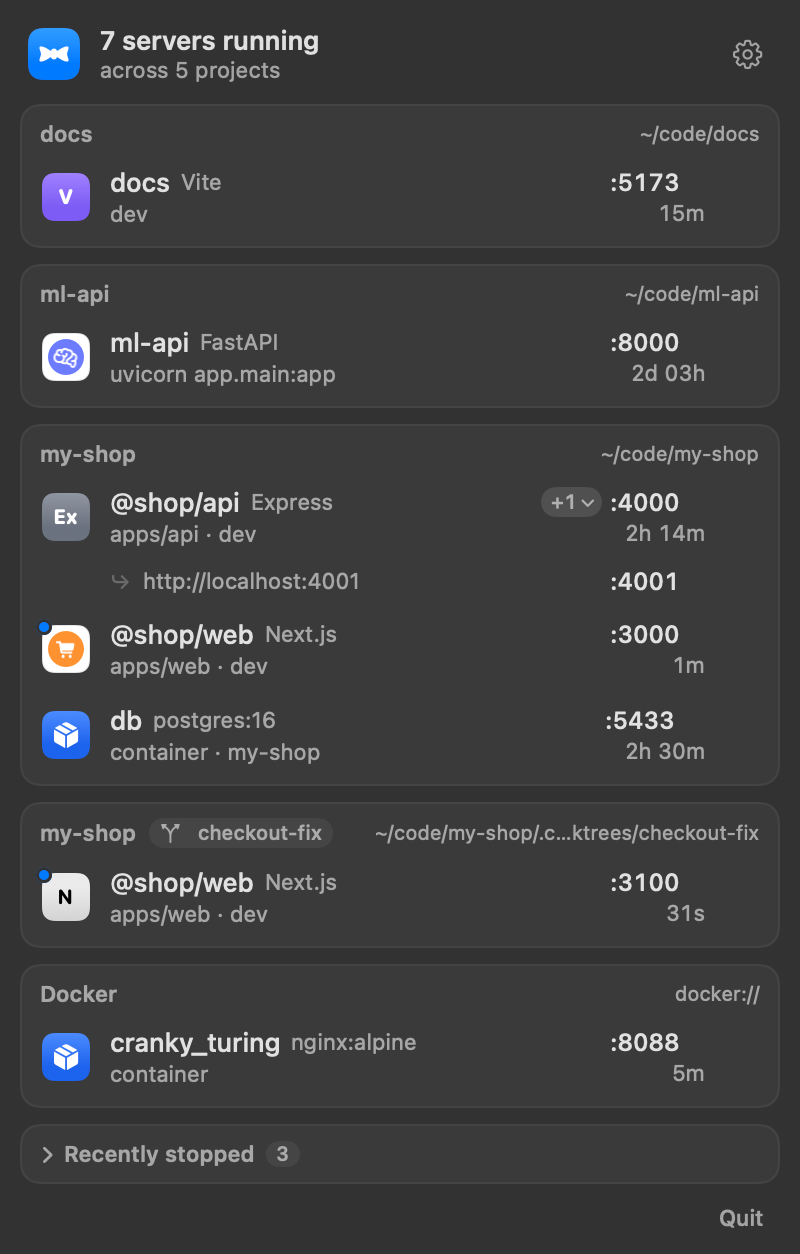 7 servers running
across 5 projects
docs ~/code/docs
V docs Vite :5173
dev 15m
ml-api ~/code/ml-api
ml-api FastAPI :8000
uvicorn app.main:app 2d 03h
my-shop ~/code/my-shop
Ex @shop/api Express +1 :4000
apps/api · dev 2h 14m
http://localhost:4001 :4001
@shop/web Next.js :3000
apps/web · dev 1m
db postgres:16 :5433
container · my-shop 2h 30m
my-shop checkout-fix ~/code/my-shop/.c...ktrees/checkout-fix
N @shop/web Next.js :3100
apps/web · dev 31s
Docker docker://
cranky_turing nginx:alpine :8088
container 5m
Recently stopped 3
Quit